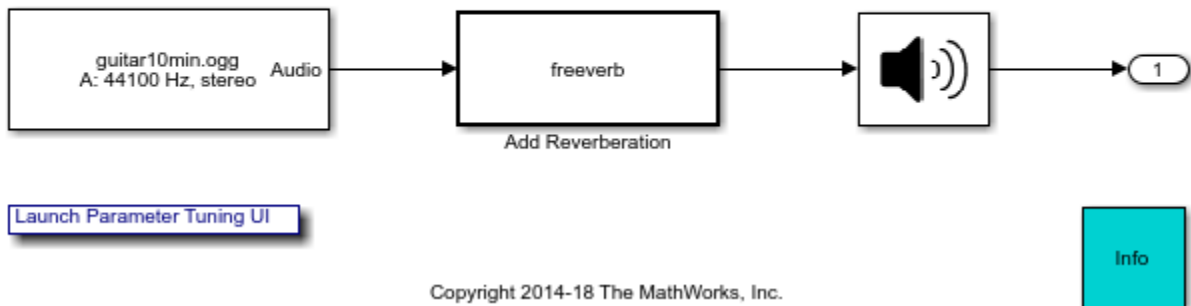 guitar10min.ogg
A: 44100 Hz, stereo
Audio
freeverb
1
Add Reverberation
Launch Parameter Tuning UI
Info
Copyright 2014-18 The MathWorks, Inc.